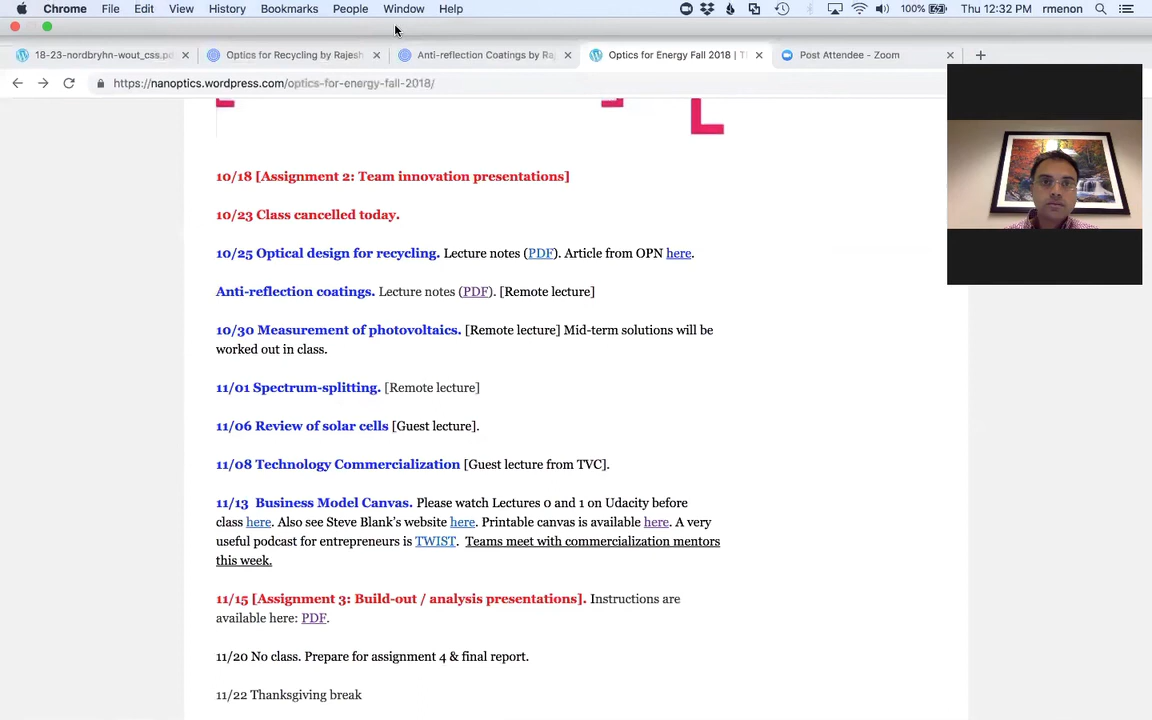 Chrome File Edit View History Bookmarks People Window Help 100% Thu 12:32 PM rmenon
18-23-nordbryhn-wout_css.pd Optics for Recycling by Rajesh Anti-reflection Coatings by Ra Optics for Energy Fall 2018 | T Post Attendee - Zoom
https://nanoptics.wordpress.com/optics-for-energy-fall-2018/
10/18 [Assignment 2: Team innovation presentations]
10/23 Class cancelled today.
10/25 Optical design for recycling. Lecture notes (PDF). Article from OPN here.
Anti-reflection coatings. Lecture notes (PDF). [Remote lecture]
10/30 Measurement of photovoltaics. [Remote lecture] Mid-term solutions will be
worked out in class.
11/01 Spectrum-splitting. [Remote lecture]
11/06 Review of solar cells [Guest lecture].
11/08 Technology Commercialization [Guest lecture from TVC].
11/13 Business Model Canvas. Please watch Lectures 0 and 1 on Udacity before
class here. Also see Steve Blank's website here. Printable canvas is available here. A very
useful podcast for entrepreneurs is TWIST. Teams meet with commercialization mentors
this week.
11/15 [Assignment 3: Build-out / analysis presentations]. Instructions are
available here: PDF.
11/20 No class. Prepare for assignment 4 & final report.
11/22 Thanksgiving break